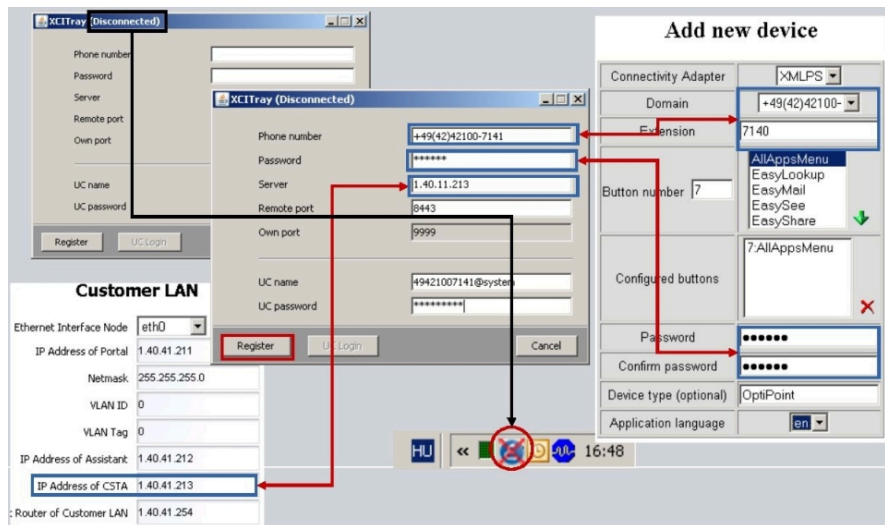 XCITray (Disconnected)
Phone number
Password
Server
Remote port
Own port
UC name
UC password
Register
UC Login
XCITray (Disconnected)
Phone number +49(42)42100-7141
Password ******
Server 1.40.11.213
Remote port 8443
Own port 9999
UC name 49421007141@system
UC password *********
Register
UC Login
Cancel
Add new device
Connectivity Adapter XMLPS
Domain +49(42)42100-
Extension 7140
Button number 7
AllAppsMenu
EasyLookup
EasyMail
EasySee
EasyShare
Configured buttons
7:AllAppsMenu
Password ●●●●●●
Confirm password ●●●●●●
Device type (optional) OptiPoint
Application language en
Customer LAN
Ethernet Interface Node eth0
IP Address of Portal 1.40.41.211
Netmask 255.255.255.0
VLAN ID 0
VLAN Tag 0
IP Address of Assistant 1.40.41.212
IP Address of CSTA 1.40.41.213
: Router of Customer LAN 1.40.41.254
HU « 16:48